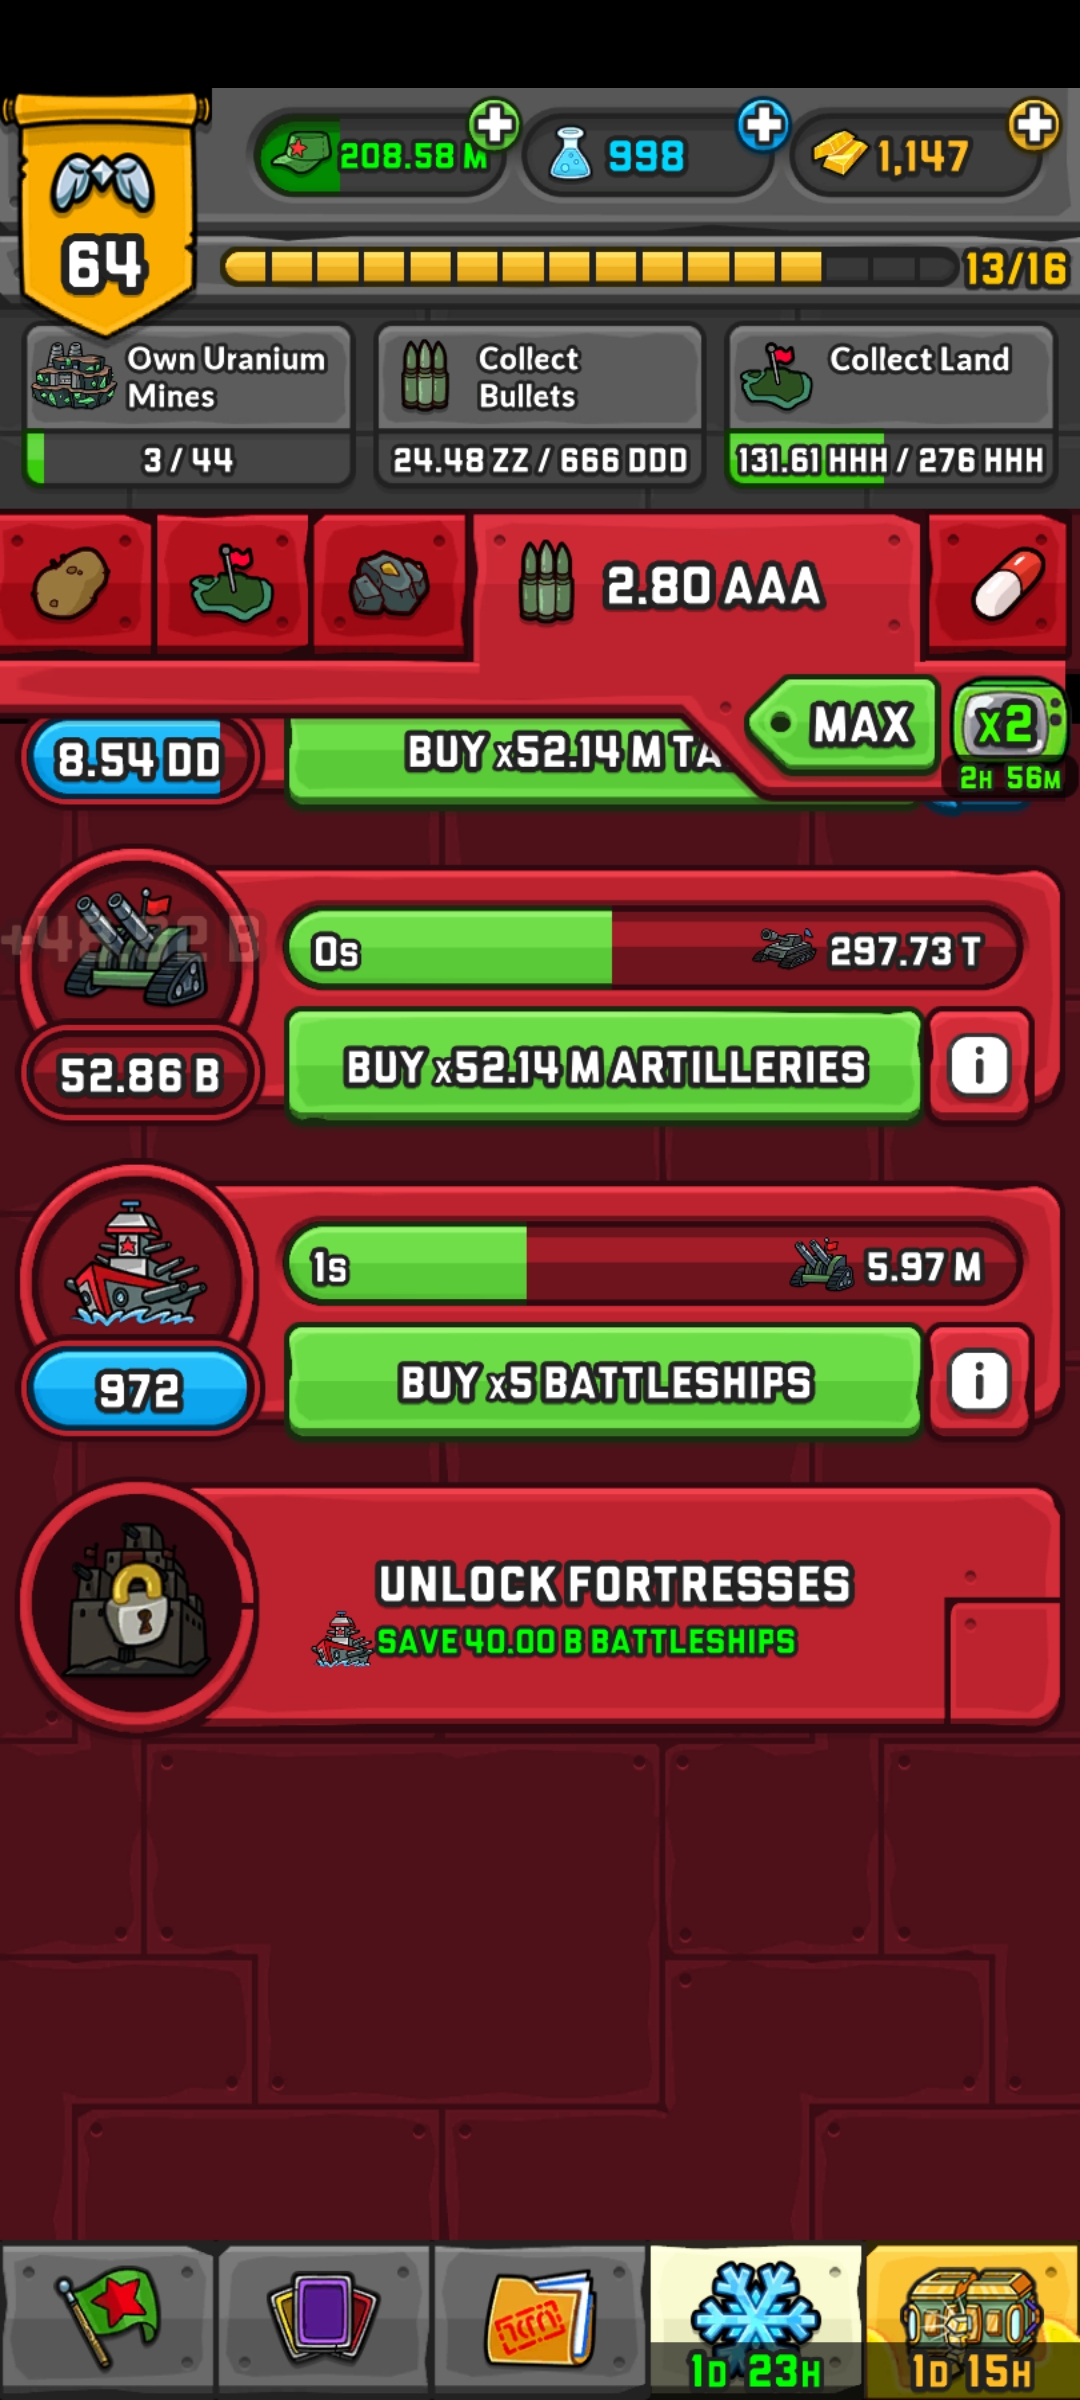 208.58 M
998
1,147
64
13/16
Own Uranium
Mines
3 / 44
Collect
Bullets
24.48 ZZ / 666 DDD
Collect Land
131.61 HHH / 276 HHH
2.80 AAA
MAX
x2
2H 56M
8.54 DD
BUY x52.14 M TA
0s
297.73 T
52.86 B
BUY x52.14 M ARTILLERIES
i
1s
5.97 M
972
BUY x5 BATTLESHIPS
i
UNLOCK FORTRESSES
SAVE 40.00 B BATTLESHIPS
1D 23H
1D 15H